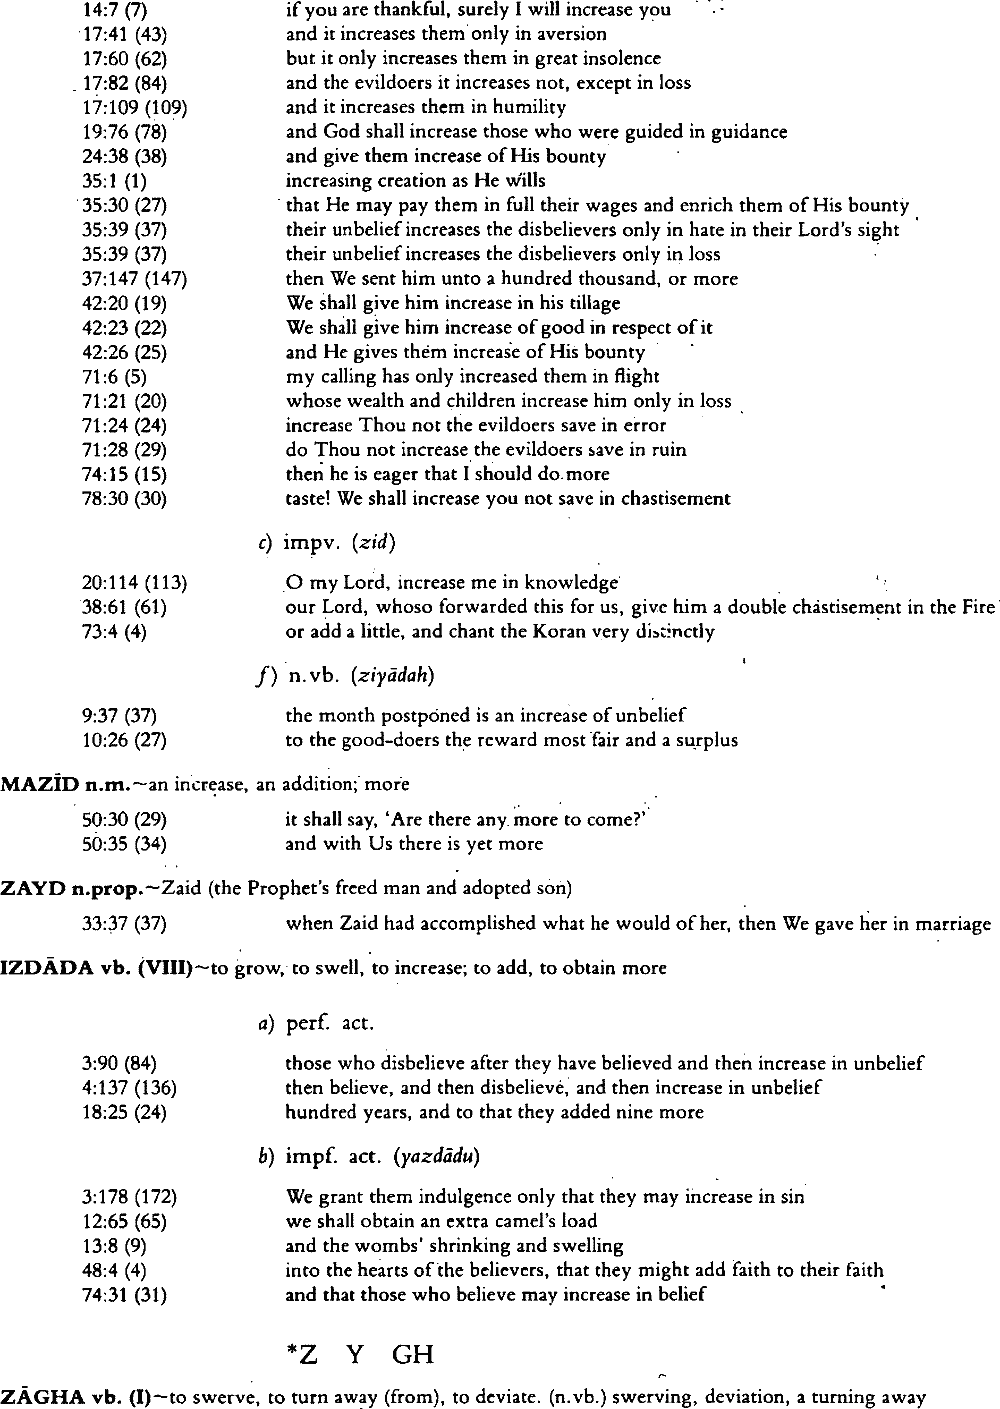 14:7 (7) if you are thankful, surely I will increase you
17:41 (43) and it increases them only in aversion
17:60 (62) but it only increases them in great insolence
17:82 (84) and the evildoers it increases not, except in loss
17:109 (109) and it increases them in humility
19:76 (78) and God shall increase those who were guided in guidance
24:38 (38) and give them increase of His bounty
35:1 (1) increasing creation as He wills
35:30 (27) that He may pay them in full their wages and enrich them of His bounty
35:39 (37) their unbelief increases the disbelievers only in hate in their Lord's sight
35:39 (37) their unbelief increases the disbelievers only in loss
37:147 (147) then We sent him unto a hundred thousand, or more
42:20 (19) We shall give him increase in his tillage
42:23 (22) We shall give him increase of good in respect of it
42:26 (25) and He gives them increase of His bounty
71:6 (5) my calling has only increased them in flight
71:21 (20) whose wealth and children increase him only in loss
71:24 (24) increase Thou not the evildoers save in error
71:28 (29) do Thou not increase the evildoers save in ruin
74:15 (15) then he is eager that I should do more
78:30 (30) taste! We shall increase you not save in chastisement
c) impv. (zid)
20:114 (113) O my Lord, increase me in knowledge
38:61 (61) our Lord, whoso forwarded this for us, give him a double chastisement in the Fire
73:4 (4) or add a little, and chant the Koran very distinctly
f) n.vb. (ziyādah)
9:37 (37) the month postponed is an increase of unbelief
10:26 (27) to the good-doers the reward most fair and a surplus
MAZĪD n.m.~an increase, an addition; more
50:30 (29) it shall say, 'Are there any more to come?'
50:35 (34) and with Us there is yet more
ZAYD n.prop.~Zaid (the Prophet's freed man and adopted son)
33:37 (37) when Zaid had accomplished what he would of her, then We gave her in marriage
IZDĀDA vb. (VIII)~to grow, to swell, to increase; to add, to obtain more
a) perf. act.
3:90 (84) those who disbelieve after they have believed and then increase in unbelief
4:137 (136) then believe, and then disbelieve, and then increase in unbelief
18:25 (24) hundred years, and to that they added nine more
b) impf. act. (yazdādu)
3:178 (172) We grant them indulgence only that they may increase in sin
12:65 (65) we shall obtain an extra camel's load
13:8 (9) and the wombs' shrinking and swelling
48:4 (4) into the hearts of the believers, that they might add faith to their faith
74:31 (31) and that those who believe may increase in belief
*Z Y GH
ZĀGHA vb. (I)~to swerve, to turn away (from), to deviate. (n.vb.) swerving, deviation, a turning away